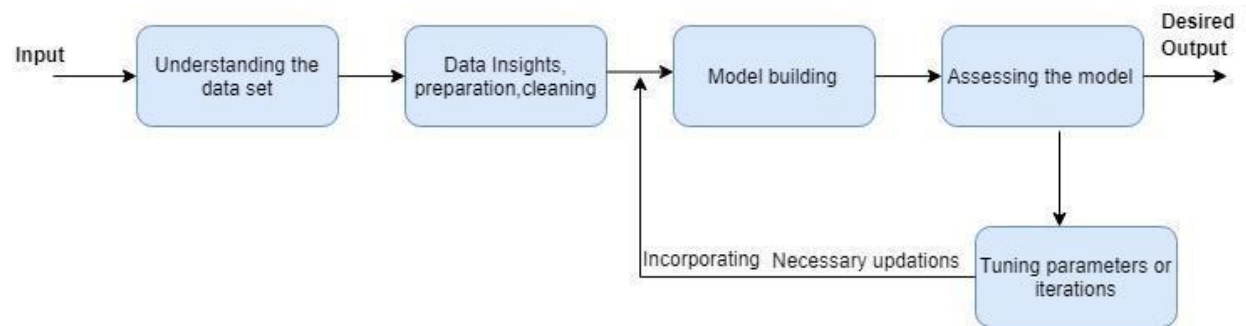 Input
Understanding the
data set
Data Insights,
preparation,cleaning
Model building
Assessing the model
Desired
Output
Incorporating Necessary updations
Tuning parameters or
iterations